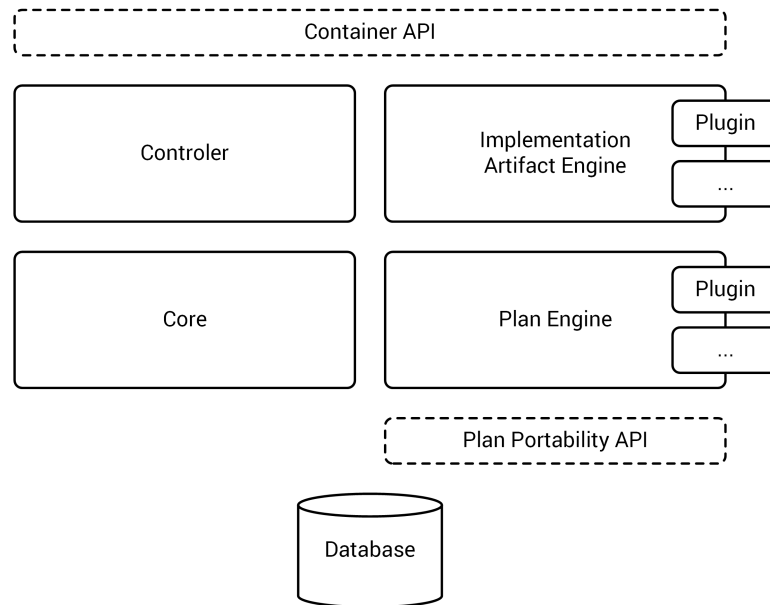 Container API
Controler
Implementation
Artifact Engine
Plugin
...
Core
Plan Engine
Plugin
...
Plan Portability API
Database